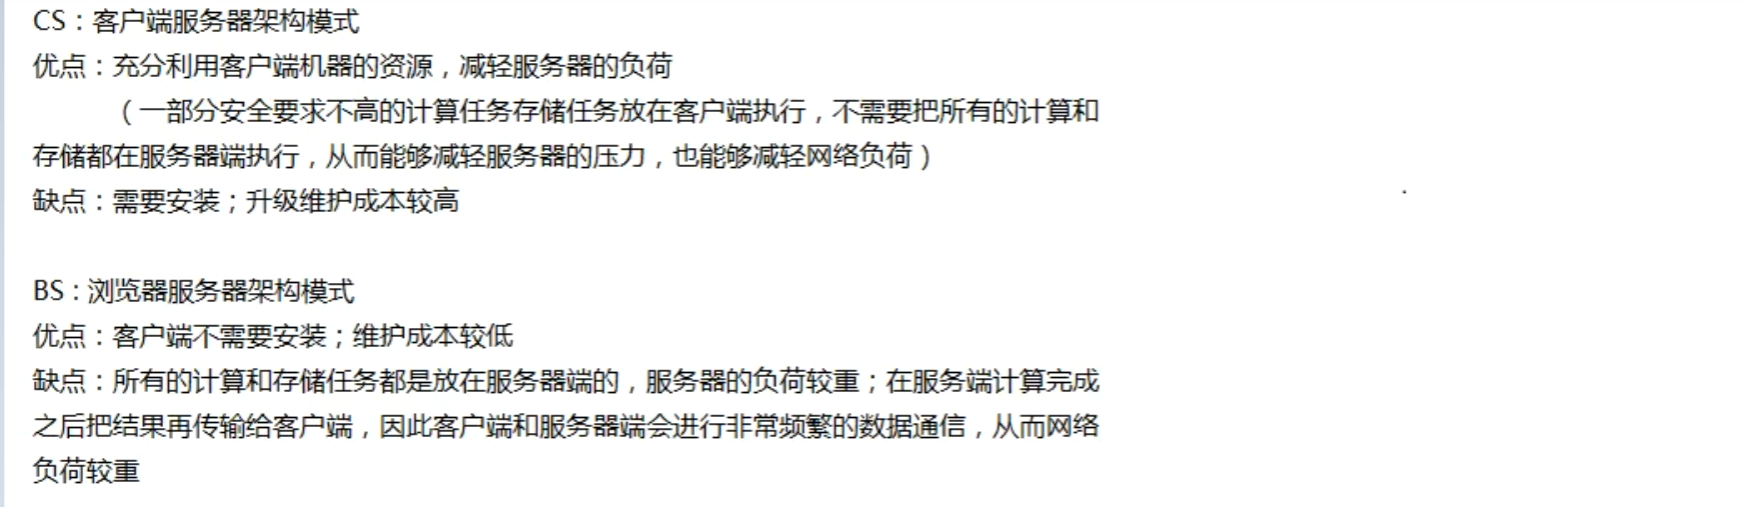 CS：客户端服务器架构模式
优点：充分利用客户端机器的资源，减轻服务器的负荷
（一部分安全要求不高的计算任务存储任务放在客户端执行，不需要把所有的计算和
存储都在服务器端执行，从而能够减轻服务器的压力，也能够减轻网络负荷）
缺点：需要安装；升级维护成本较高
BS：浏览器服务器架构模式
优点：客户端不需要安装；维护成本较低
缺点：所有的计算和存储任务都是放在服务器端的，服务器的负荷较重；在服务端计算完成
之后把结果再传输给客户端，因此客户端和服务器端会进行非常频繁的数据通信，从而网络
负荷较重